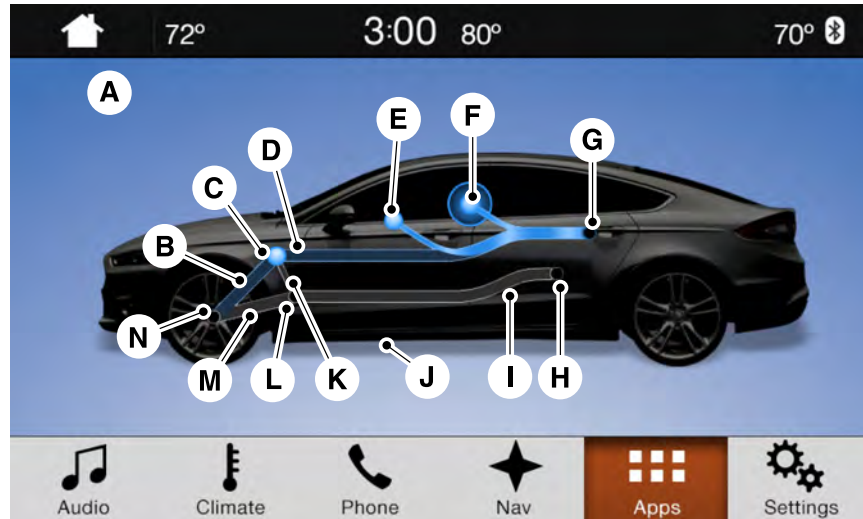 72° 3:00 80° 70°
A
E F
D G
C
B
N
M L K J I H
Audio Climate Phone Nav Apps Settings